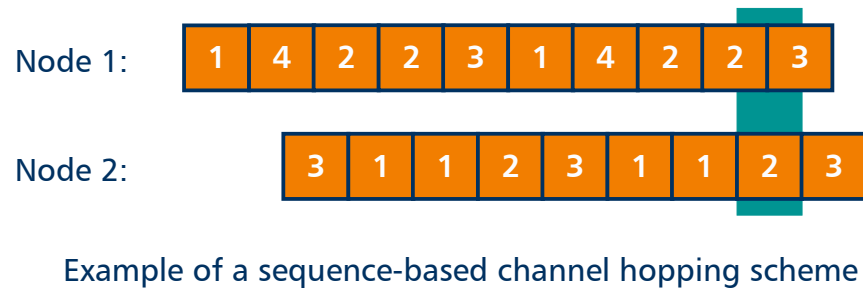 Node 1: 1 4 2 2 3 1 4 2 2 3
Node 2: 3 1 1 2 3 1 1 2 3
Example of a sequence-based channel hopping scheme